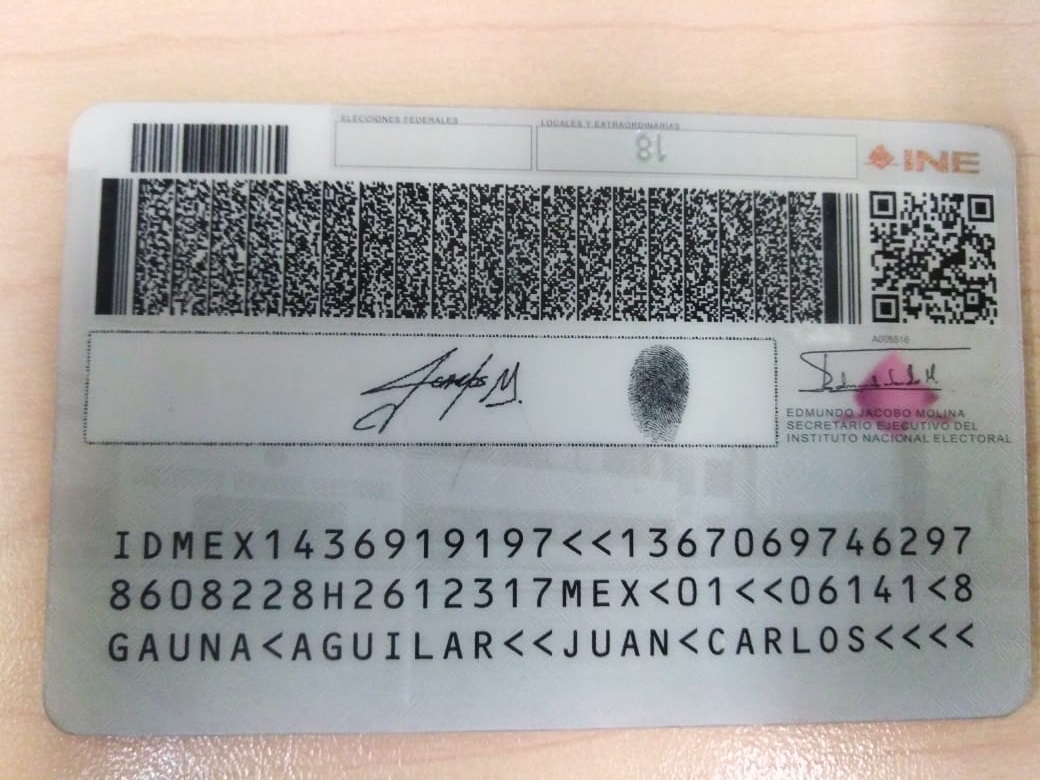 ELECCIONES FEDERALES
LOCALES Y EXTRAORDINARIAS
18
INE
A005516
EDMUNDO JACOBO MOLINA
SECRETARIO EJECUTIVO DEL
INSTITUTO NACIONAL ELECTORAL
IDMEX1436919197<<1367069746297
8608228H2612317MEX<01<<06141<8
GAUNA<AGUILAR<<JUAN<CARLOS<<<<